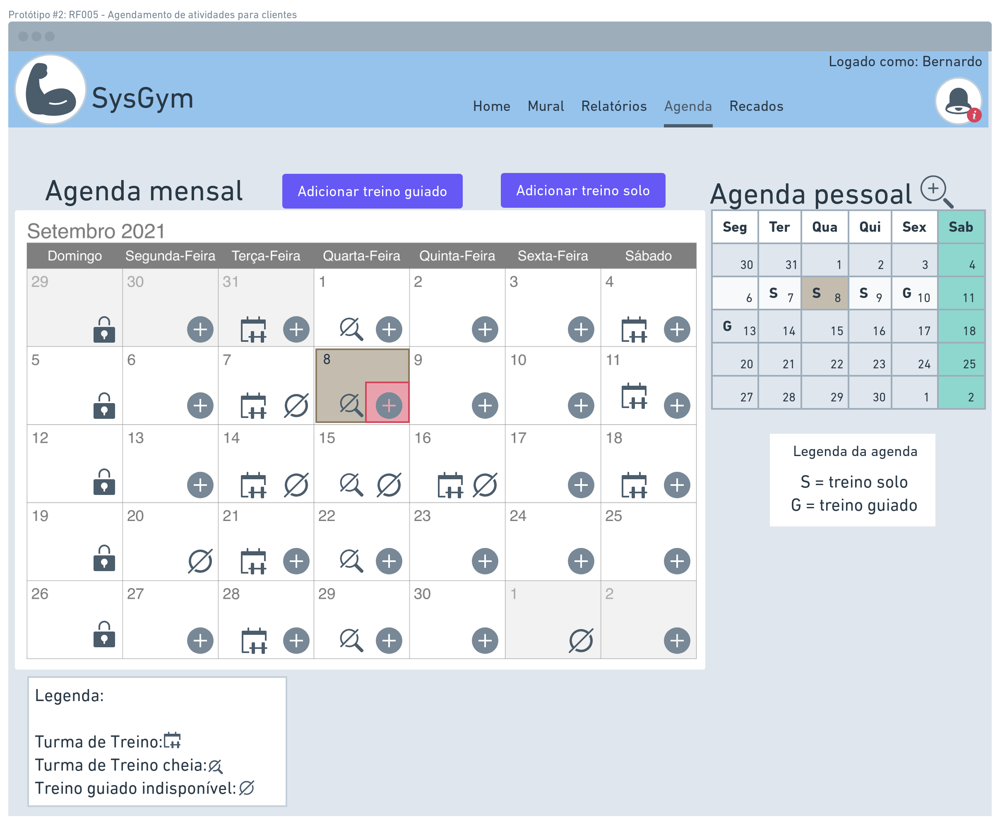 Protótipo #2: RF005 - Agendamento de atividades para clientes
Logado como: Bernardo
SysGym
Home Mural Relatórios Agenda Recados
i
Agenda mensal
Adicionar treino guiado
Adicionar treino solo
Setembro 2021
Domingo Segunda-Feira Terça-Feira Quarta-Feira Quinta-Feira Sexta-Feira Sábado
29 30 31 1 2 3 4
5 6 7 8 9 10 11
12 13 14 15 16 17 18
19 20 21 22 23 24 25
26 27 28 29 30 1 2
Agenda pessoal
Seg Ter Qua Qui Sex Sab
30 31 1 2 3 4
6 S 7 S 8 S 9 G 10 11
G 13 14 15 16 17 18
20 21 22 23 24 25
27 28 29 30 1 2
Legenda da agenda
S = treino solo
G = treino guiado
Legenda:
Turma de Treino:
Turma de Treino cheia:
Treino guiado indisponível: